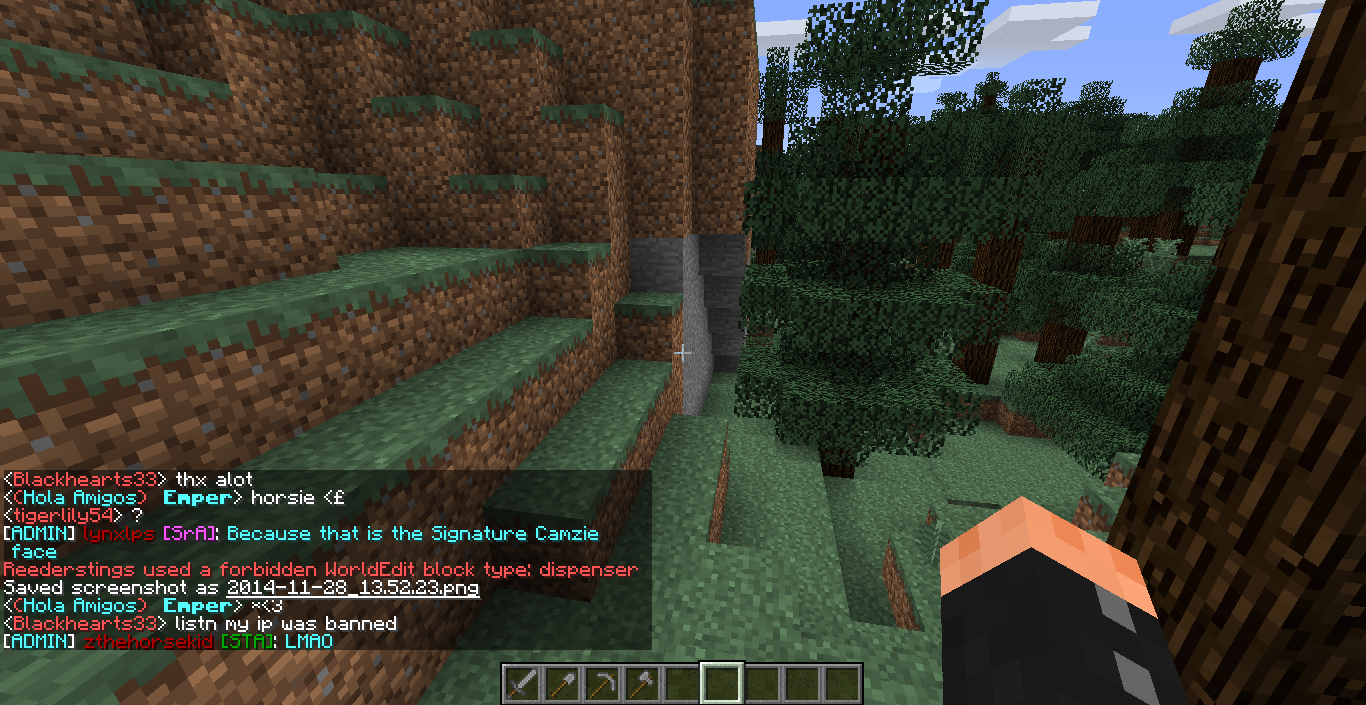 <Blackhearts33> thx alot
<(Hola Amigos) Emper> horsie <£
<tigerlily54> ?
[ADMIN] lynxlps [SrA]: Because that is the Signature Camzie
face
Reederstings used a forbidden WorldEdit block type: dispenser
Saved screenshot as 2014-11-28_13.52.23.png
<(Hola Amigos) Emper> *<3
<Blackhearts33> listn my ip was banned
[ADMIN] zthehorsekid [STA]: LMAO